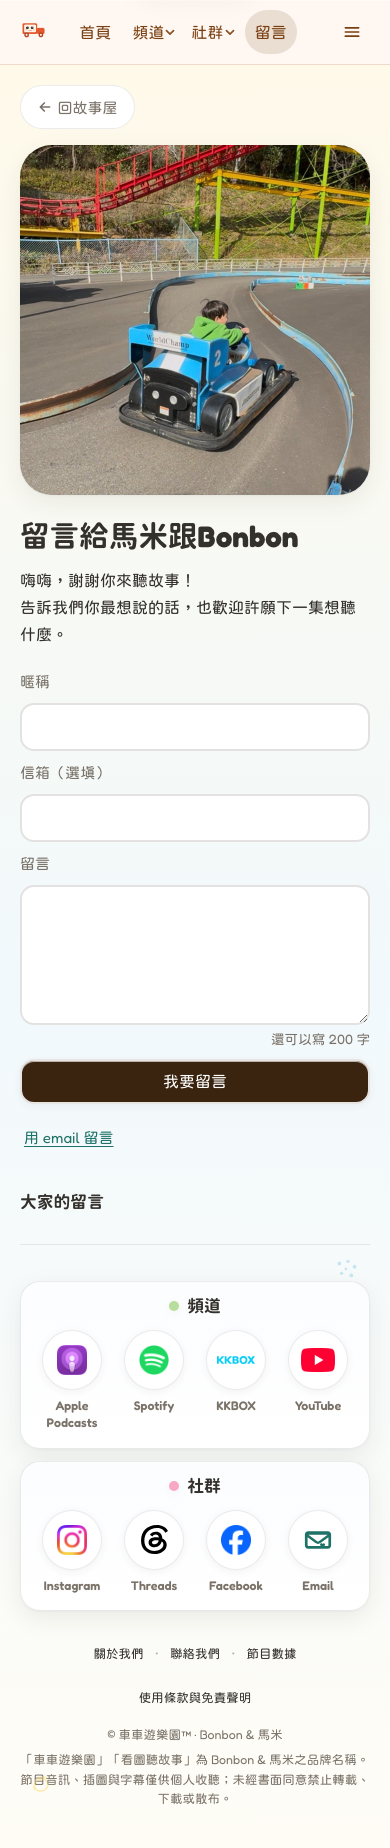 首頁 頻道 社群 留言
← 回故事屋
WorldChamp
2
留言給馬米跟Bonbon
嗨嗨，謝謝你來聽故事！
告訴我們你最想說的話，也歡迎許願下一集想聽
什麼。
暱稱
信箱（選填）
留言
還可以寫 200 字
我要留言
用 email 留言
大家的留言
頻道
KKBOX
Apple Podcasts Spotify KKBOX YouTube
社群
Instagram Threads Facebook Email
關於我們 · 聯絡我們 · 節目數據
使用條款與免責聲明
© 車車遊樂園™ · Bonbon & 馬米
「車車遊樂園」「看圖聽故事」為 Bonbon & 馬米之品牌名稱。
節目音訊、插圖與字幕僅供個人收聽；未經書面同意禁止轉載、
下載或散布。